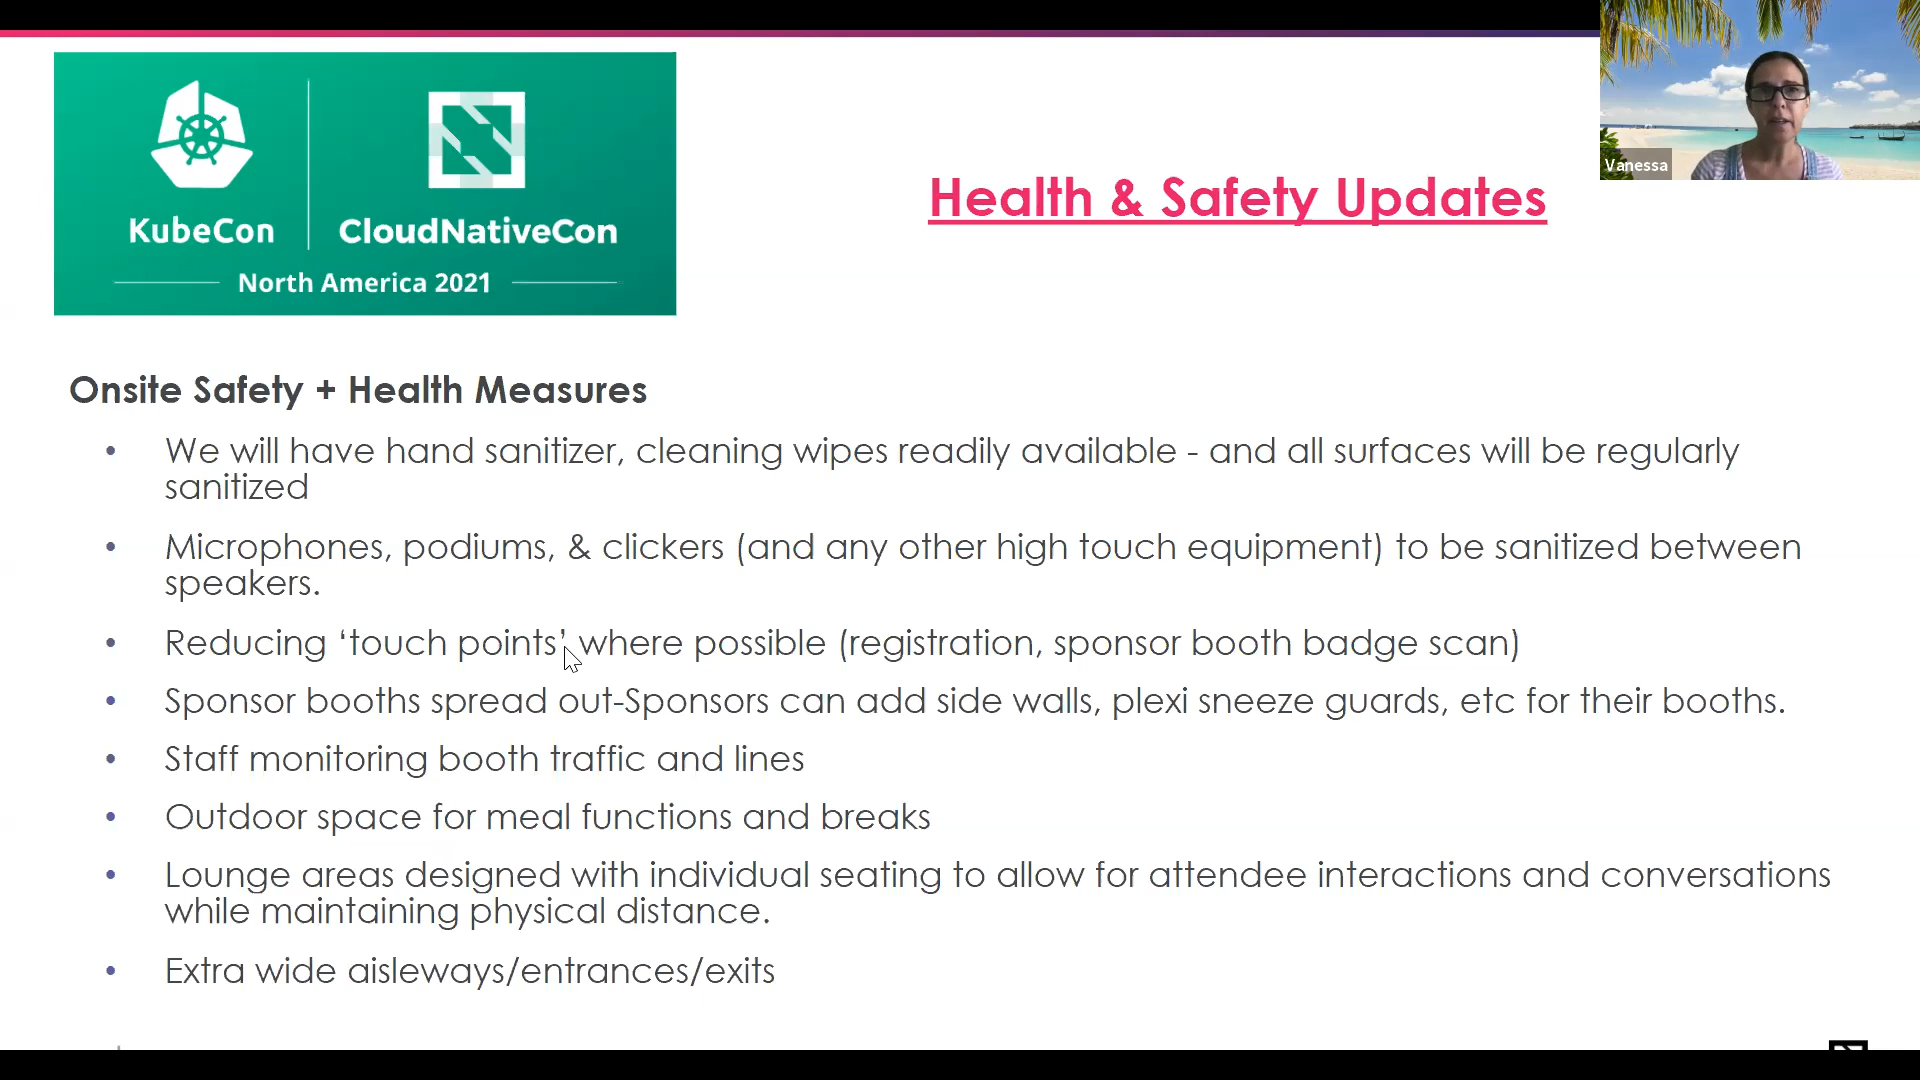 KubeCon
CloudNativeCon
North America 2021
Health & Safety Updates
Vanessa
Onsite Safety + Health Measures
• We will have hand sanitizer, cleaning wipes readily available - and all surfaces will be regularly
sanitized
• Microphones, podiums, & clickers (and any other high touch equipment) to be sanitized between
speakers.
• Reducing ‘touch points’ where possible (registration, sponsor booth badge scan)
• Sponsor booths spread out-Sponsors can add side walls, plexi sneeze guards, etc for their booths.
• Staff monitoring booth traffic and lines
• Outdoor space for meal functions and breaks
• Lounge areas designed with individual seating to allow for attendee interactions and conversations
while maintaining physical distance.
• Extra wide aisleways/entrances/exits